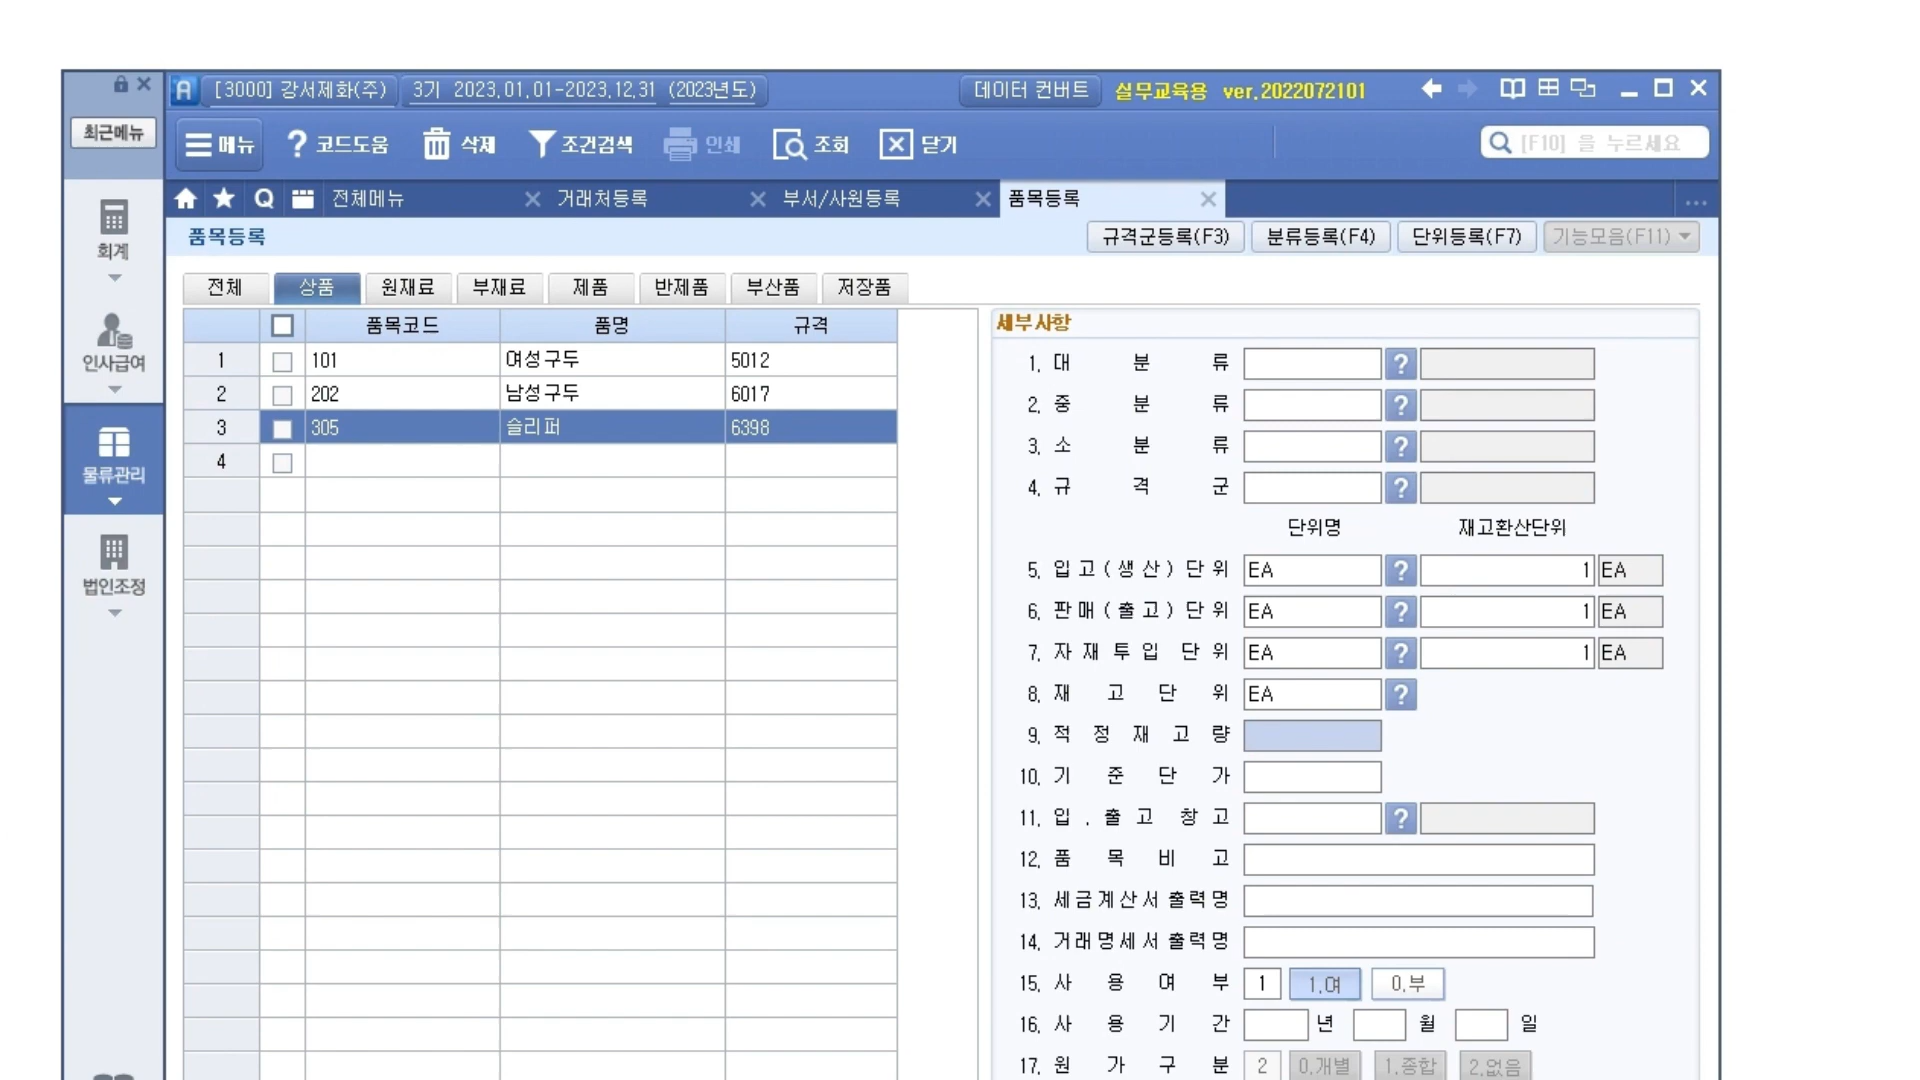 [3000] 강서제화(주) 3기 2023.01.01-2023.12.31 (2023년도) 데이터 컨버트 실무교육용 ver.2022072101
최근메뉴
메뉴 ? 코드도움 삭제 조건검색 인쇄 조회 닫기 [F10] 을 누르세요
전체메뉴 거래처등록 부서/사원등록 품목등록 ...
품목등록 규격군등록(F3) 분류등록(F4) 단위등록(F7) 기능모음(F11)
회계
인사급여
물류관리
법인조정
전체 상품 원재료 부재료 제품 반제품 부산품 저장품
품목코드 품명 규격
1 101 여성구두 5012
2 202 남성구두 6017
3 305 슬리퍼 6398
4
세부사항
1. 대 분 류 ?
2. 중 분 류 ?
3. 소 분 류 ?
4. 규 격 군 ?
단위명 재고환산단위
5. 입고(생산)단위 EA ? 1 EA
6. 판매(출고)단위 EA ? 1 EA
7. 자재투입 단위 EA ? 1 EA
8. 재 고 단 위 EA ?
9. 적 정 재 고 량
10. 기 준 단 가
11. 입 . 출 고 창 고 ?
12. 품 목 비 고
13. 세금계산서 출력명
14. 거래명세서 출력명
15. 사 용 여 부 1 1.여 0.부
16. 사 용 기 간 년 월 일
17. 원 가 구 분 2 0.개별 1.종합 2.없음